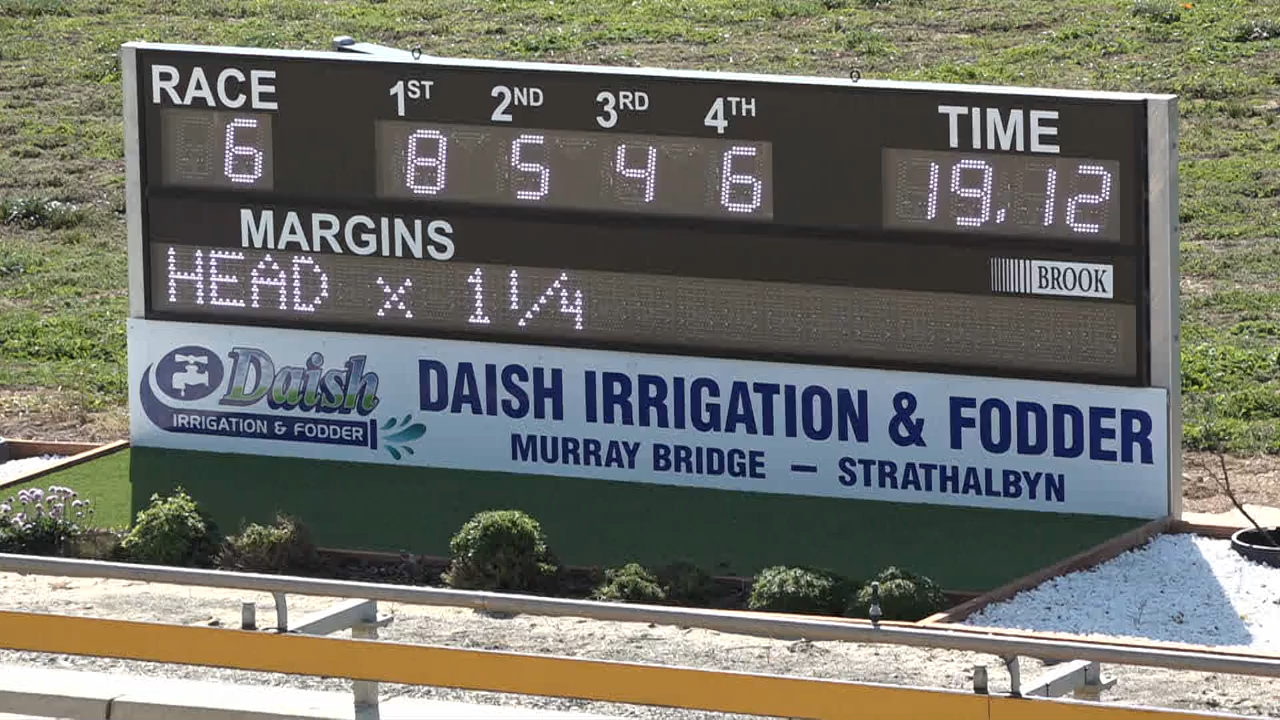 RACE 1ST 2ND 3RD 4TH TIME
6 8 5 4 6 19.12
MARGINS
BROOK
HEAD x 1 1/4
Daish
IRRIGATION & FODDER
DAISH IRRIGATION & FODDER
MURRAY BRIDGE – STRATHALBYN